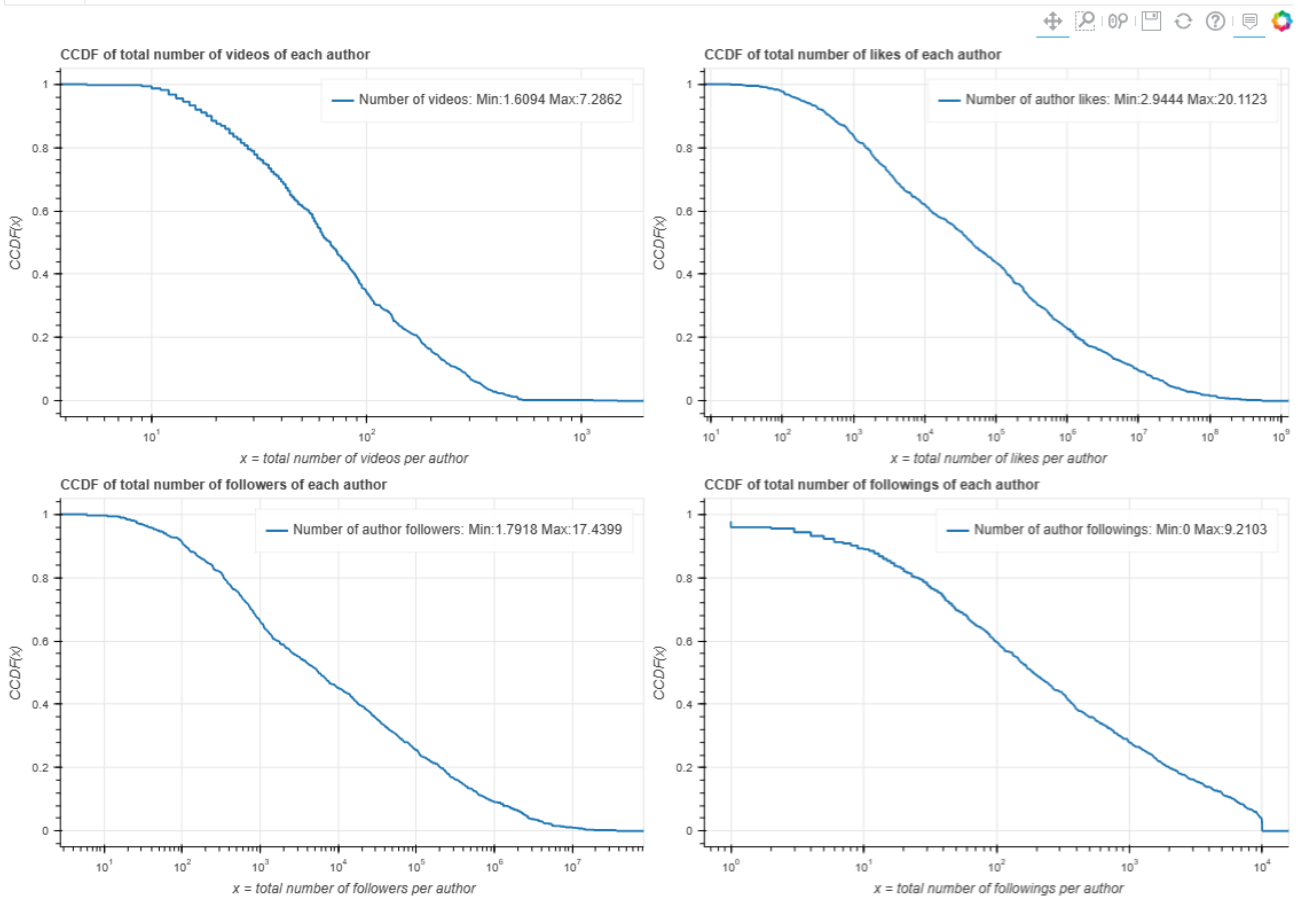 CCDF of total number of videos of each author
Number of videos: Min:1.6094 Max:7.2862
CCDF(x)
1
0.8
0.6
0.4
0.2
0
10¹ 10² 10³
x = total number of videos per author
CCDF of total number of likes of each author
Number of author likes: Min:2.9444 Max:20.1123
CCDF(x)
1
0.8
0.6
0.4
0.2
0
10¹ 10² 10³ 10⁴ 10⁵ 10⁶ 10⁷ 10⁸ 10⁹
x = total number of likes per author
CCDF of total number of followers of each author
Number of author followers: Min:1.7918 Max:17.4399
CCDF(x)
1
0.8
0.6
0.4
0.2
0
10¹ 10² 10³ 10⁴ 10⁵ 10⁶ 10⁷
x = total number of followers per author
CCDF of total number of followings of each author
Number of author followings: Min:0 Max:9.2103
CCDF(x)
1
0.8
0.6
0.4
0.2
0
10⁰ 10¹ 10² 10³ 10⁴
x = total number of followings per author